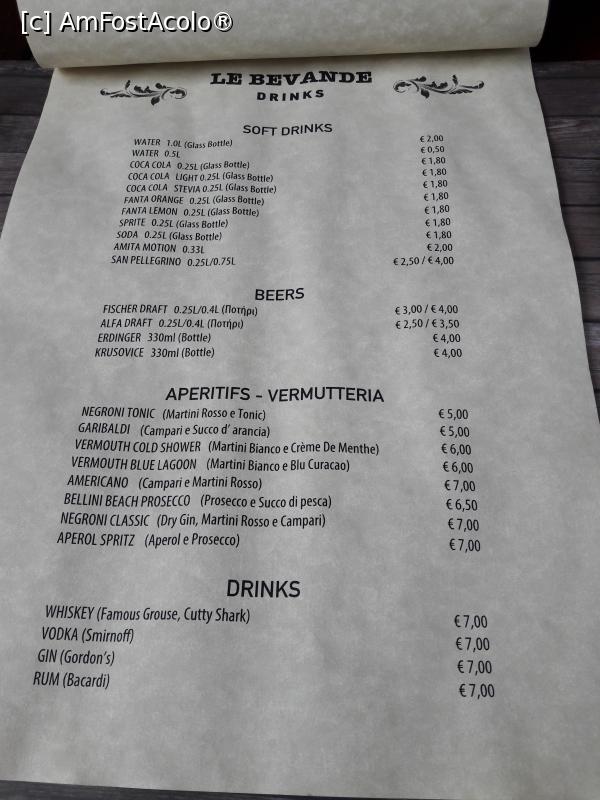 [c] AmFostAcolo®
LE BEVANDE
DRINKS
SOFT DRINKS
WATER 1.0L (Glass Bottle) € 2,00
WATER 0.5L € 0,50
COCA COLA 0.25L (Glass Bottle) € 1,80
COCA COLA LIGHT 0.25L (Glass Bottle) € 1,80
COCA COLA STEVIA 0.25L (Glass Bottle) € 1,80
FANTA ORANGE 0.25L (Glass Bottle) € 1,80
FANTA LEMON 0.25L (Glass Bottle) € 1,80
SPRITE 0.25L (Glass Bottle) € 1,80
SODA 0.25L (Glass Bottle) € 1,80
AMITA MOTION 0.33L € 2,00
SAN PELLEGRINO 0.25L/0.75L € 2,50 / € 4,00
BEERS
FISCHER DRAFT 0.25L/0.4L (Ποτήρι) € 3,00 / € 4,00
ALFA DRAFT 0.25L/0.4L (Ποτήρι) € 2,50 / € 3,50
ERDINGER 330ml (Bottle) € 4,00
KRUSOVICE 330ml (Bottle) € 4,00
APERITIFS - VERMUTTERIA
NEGRONI TONIC (Martini Rosso e Tonic) € 5,00
GARIBALDI (Campari e Succo d' arancia) € 5,00
VERMOUTH COLD SHOWER (Martini Bianco e Crème De Menthe) € 6,00
VERMOUTH BLUE LAGOON (Martini Bianco e Blu Curacao) € 6,00
AMERICANO (Campari e Martini Rosso) € 7,00
BELLINI BEACH PROSECCO (Prosecco e Succo di pesca) € 6,50
NEGRONI CLASSIC (Dry Gin, Martini Rosso e Campari) € 7,00
APEROL SPRITZ (Aperol e Prosecco) € 7,00
DRINKS
WHISKEY (Famous Grouse, Cutty Shark) € 7,00
VODKA (Smirnoff) € 7,00
GIN (Gordon's) € 7,00
RUM (Bacardi) € 7,00